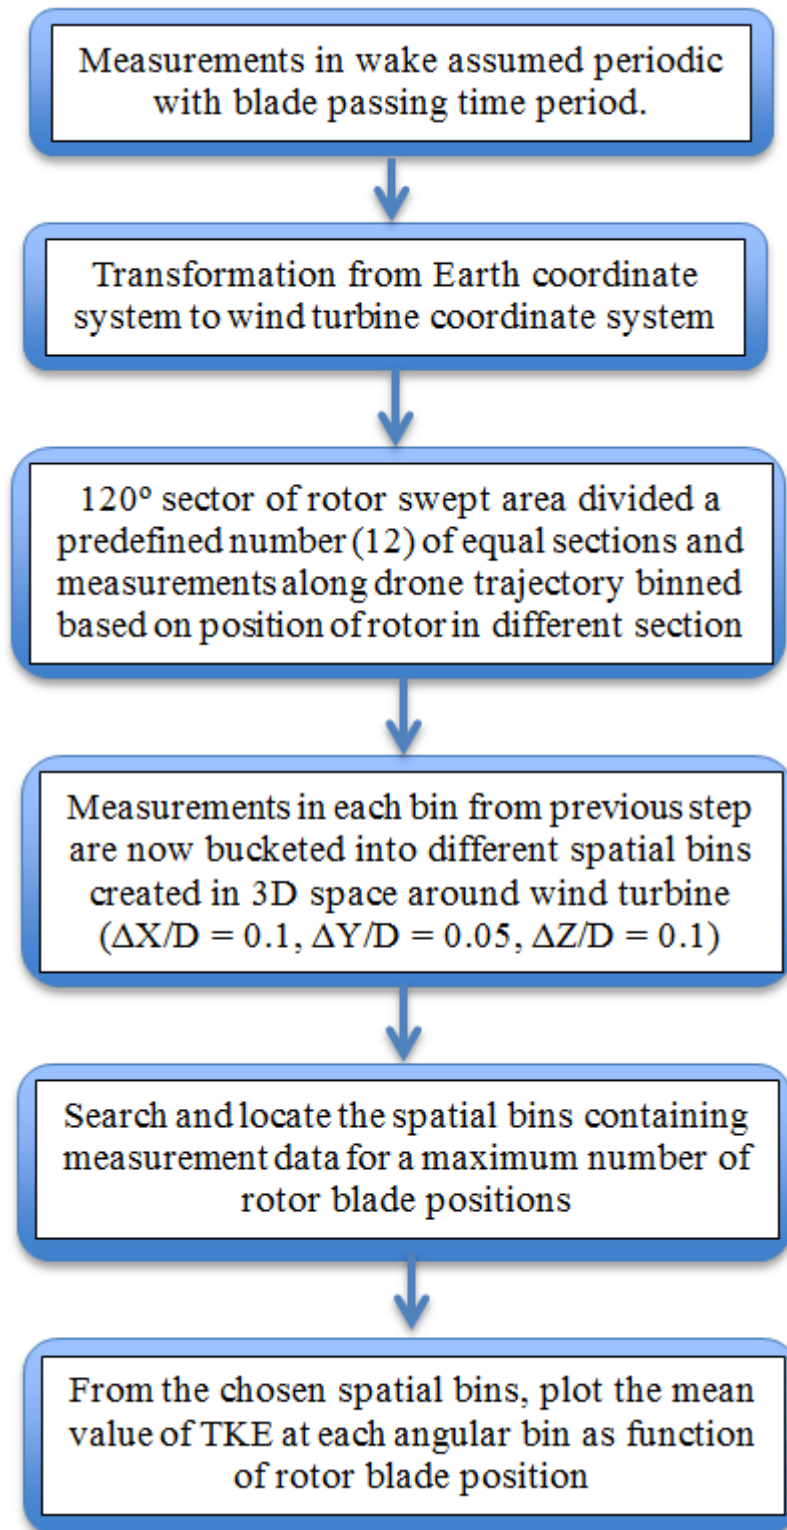 Measurements in wake assumed periodic
with blade passing time period.
Transformation from Earth coordinate
system to wind turbine coordinate system
120º sector of rotor swept area divided a
predefined number (12) of equal sections and
measurements along drone trajectory binned
based on position of rotor in different section
Measurements in each bin from previous step
are now bucketed into different spatial bins
created in 3D space around wind turbine
(ΔX/D = 0.1, ΔY/D = 0.05, ΔZ/D = 0.1)
Search and locate the spatial bins containing
measurement data for a maximum number of
rotor blade positions
From the chosen spatial bins, plot the mean
value of TKE at each angular bin as function
of rotor blade position